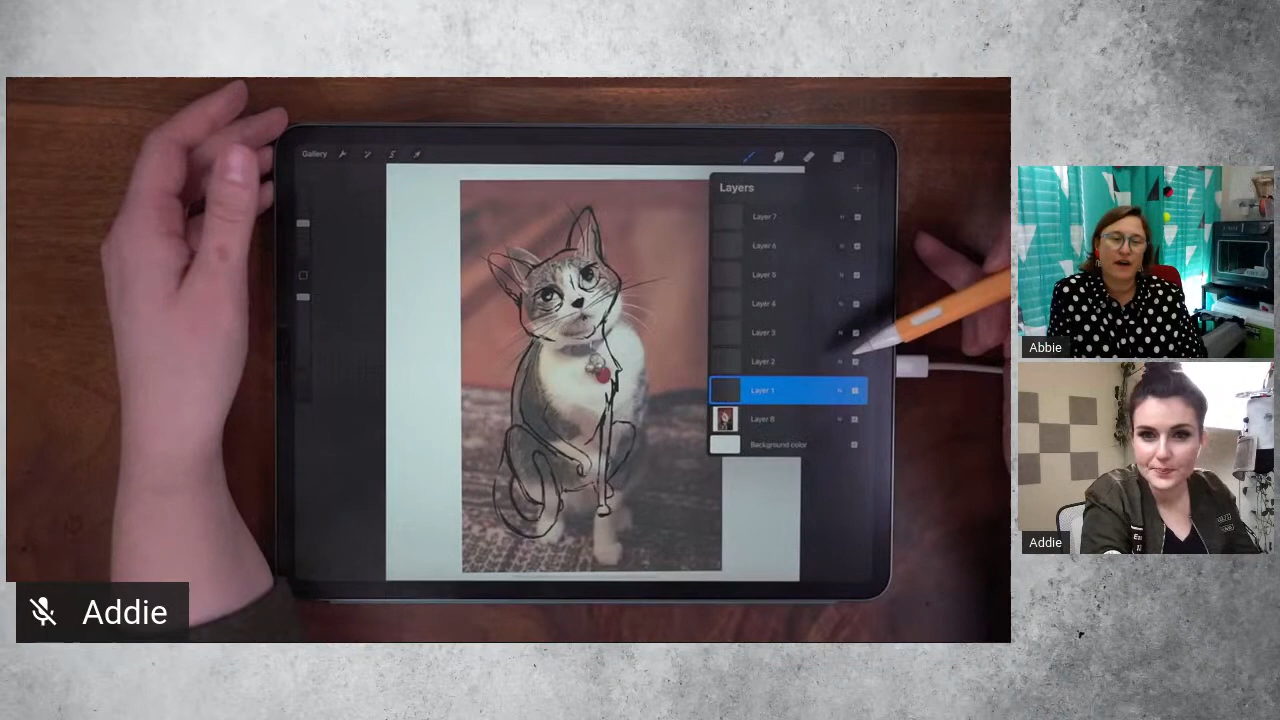 Gallery
Layers
Layer 7
N
Layer 6
N
Layer 5
N
Layer 4
N
Layer 3
N
Layer 2
N
Layer 1
N
Layer 8
N
Background color
Addie
Abbie
Addie